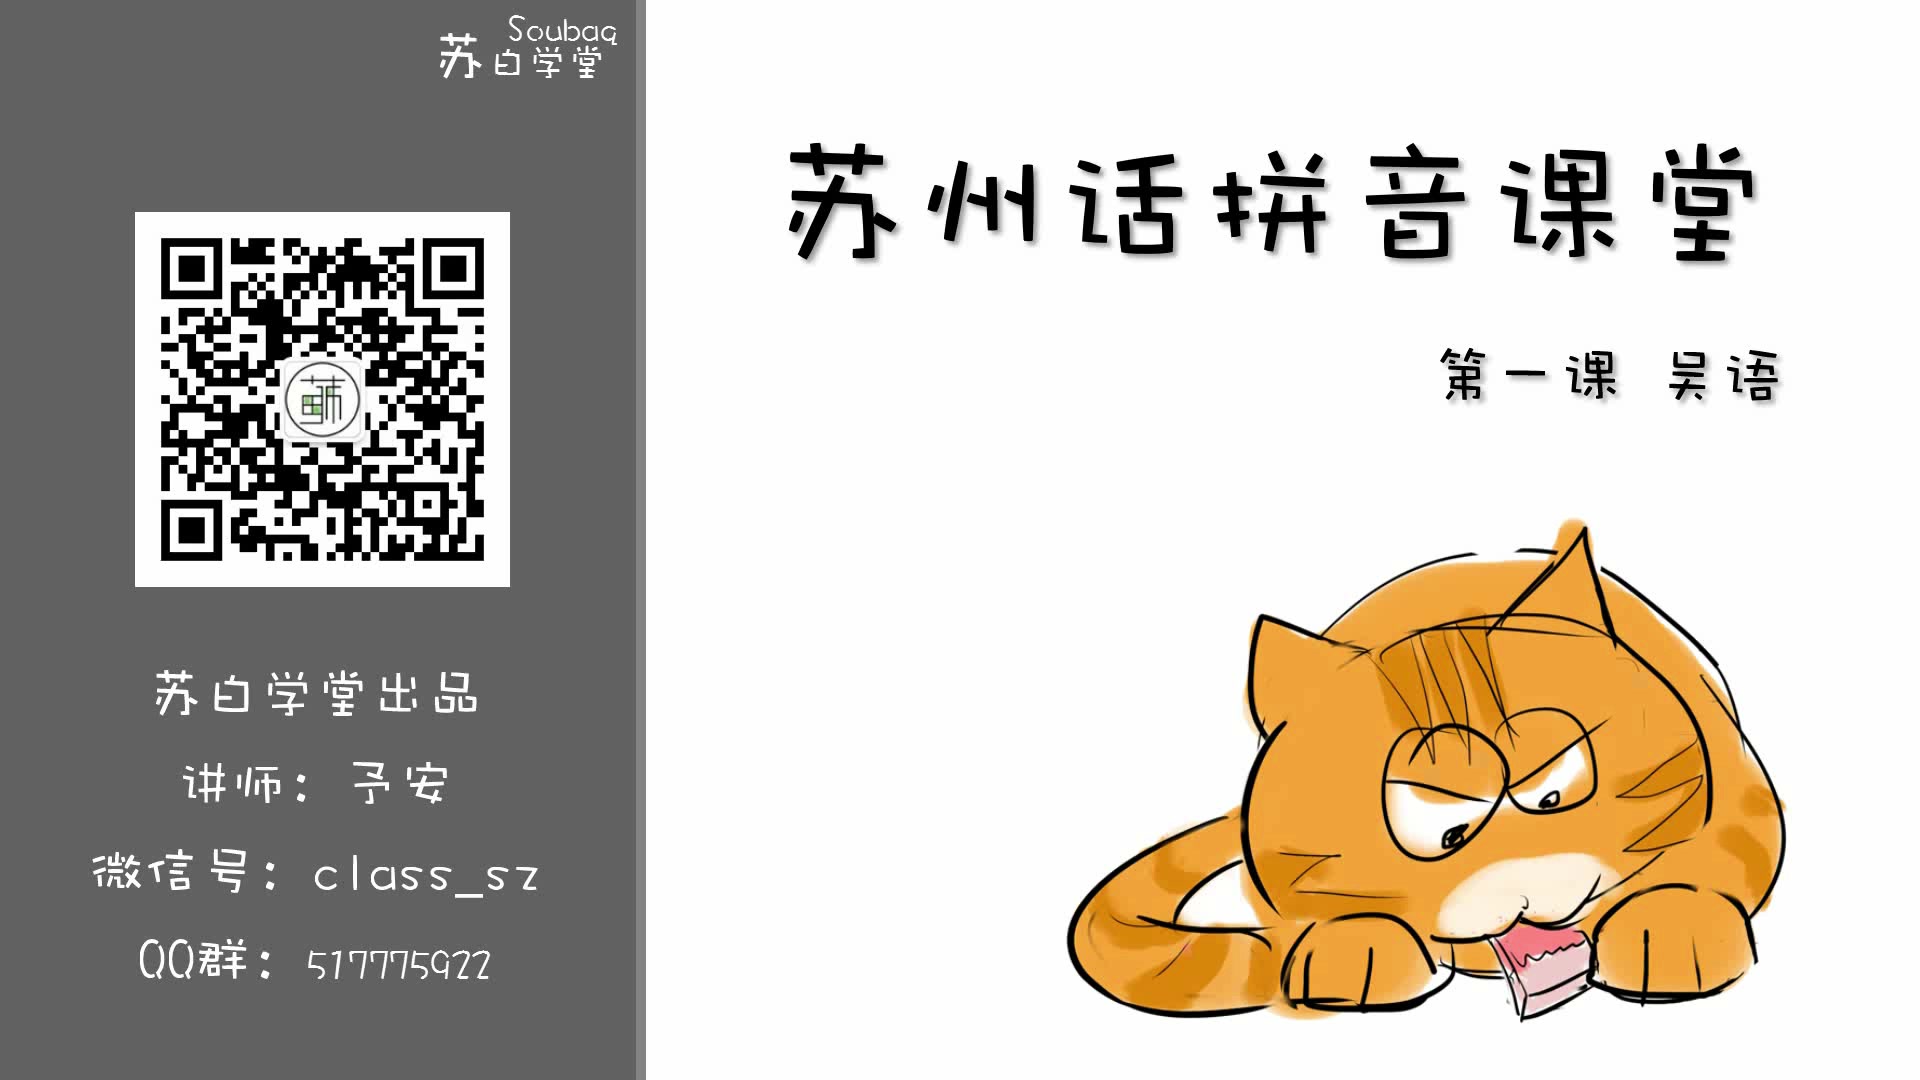 Soubaq
苏白学堂
苏州话拼音课堂
第一课 吴语
苏白学堂出品
讲师：予安
微信号：class_sz
QQ群：517775922